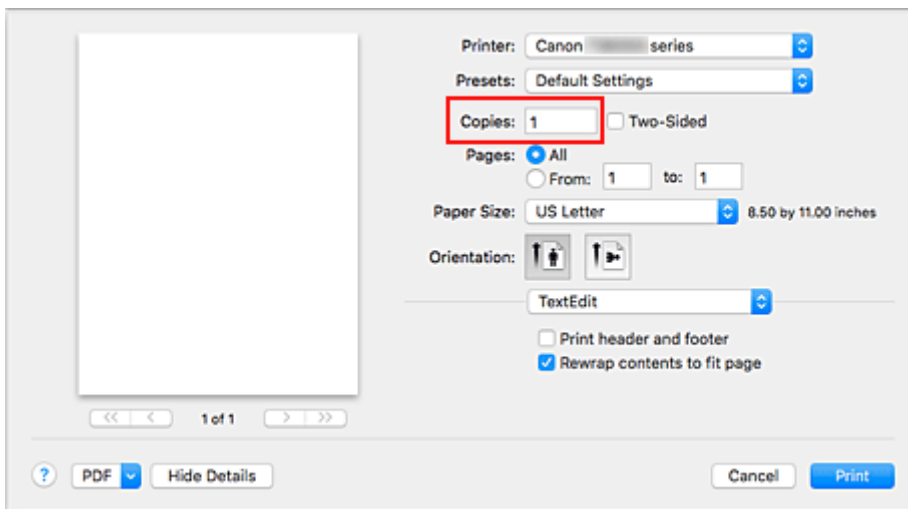 Printer: Canon series
Presets: Default Settings
Copies: 1 Two-Sided
Pages: All
From: 1 to: 1
Paper Size: US Letter 8.50 by 11.00 inches
Orientation:
TextEdit
Print header and footer
Rewrap contents to fit page
<< < 1 of 1 > >>
? PDF Hide Details Cancel Print